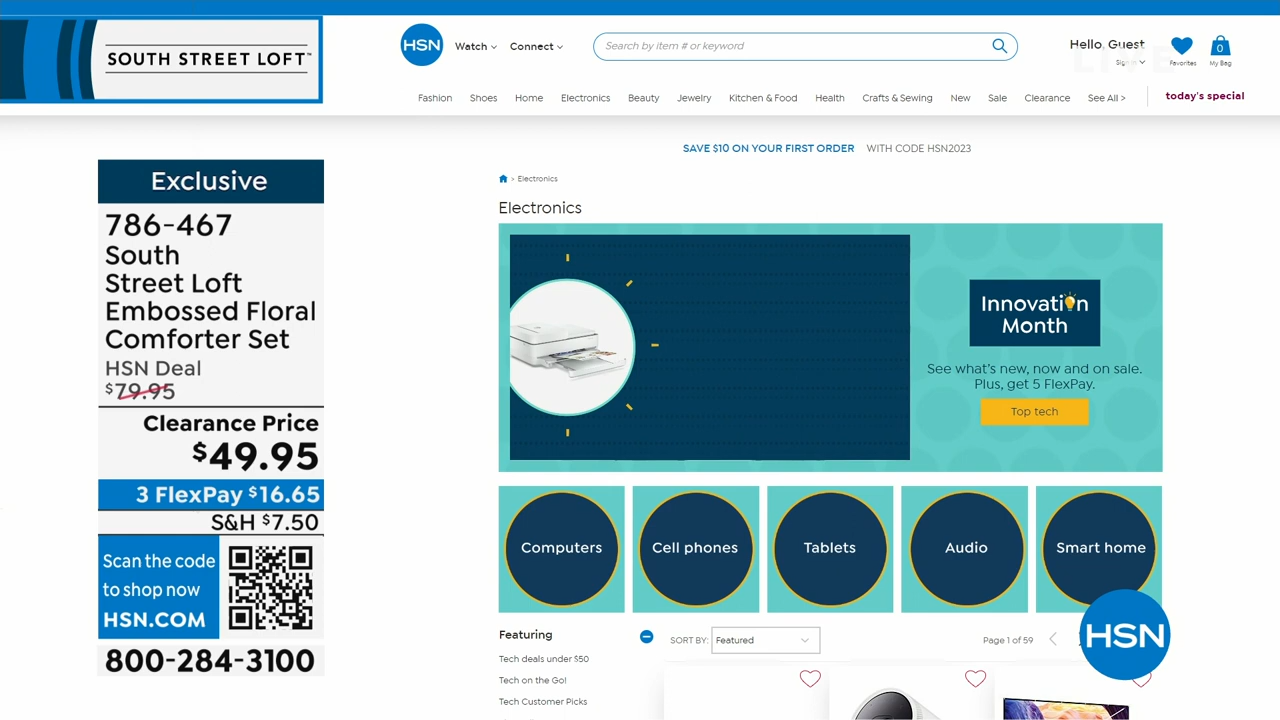 SOUTH STREET LOFT™
HSN
Watch
Connect
Search by item # or keyword
Hello, Guest
LIVE
Favorites
0
My Bag
Fashion
Shoes
Home
Electronics
Beauty
Jewelry
Kitchen & Food
Health
Crafts & Sewing
New
Sale
Clearance
See All >
today's special
SAVE $10 ON YOUR FIRST ORDER WITH CODE HSN2023
> Electronics
Electronics
Exclusive
786-467
South
Street Loft
Embossed Floral
Comforter Set
HSN Deal
$79.95
Clearance Price
$49.95
3 FlexPay $16.65
S&H $7.50
Scan the code
to shop now
HSN.COM
800-284-3100
Innovation
Month
See what's new, now and on sale.
Plus, get 5 FlexPay.
Top tech
Computers
Cell phones
Tablets
Audio
Smart home
Featuring
Tech deals under $50
Tech on the Go!
Tech Customer Picks
SORT BY:
Featured
Page 1 of 59
HSN